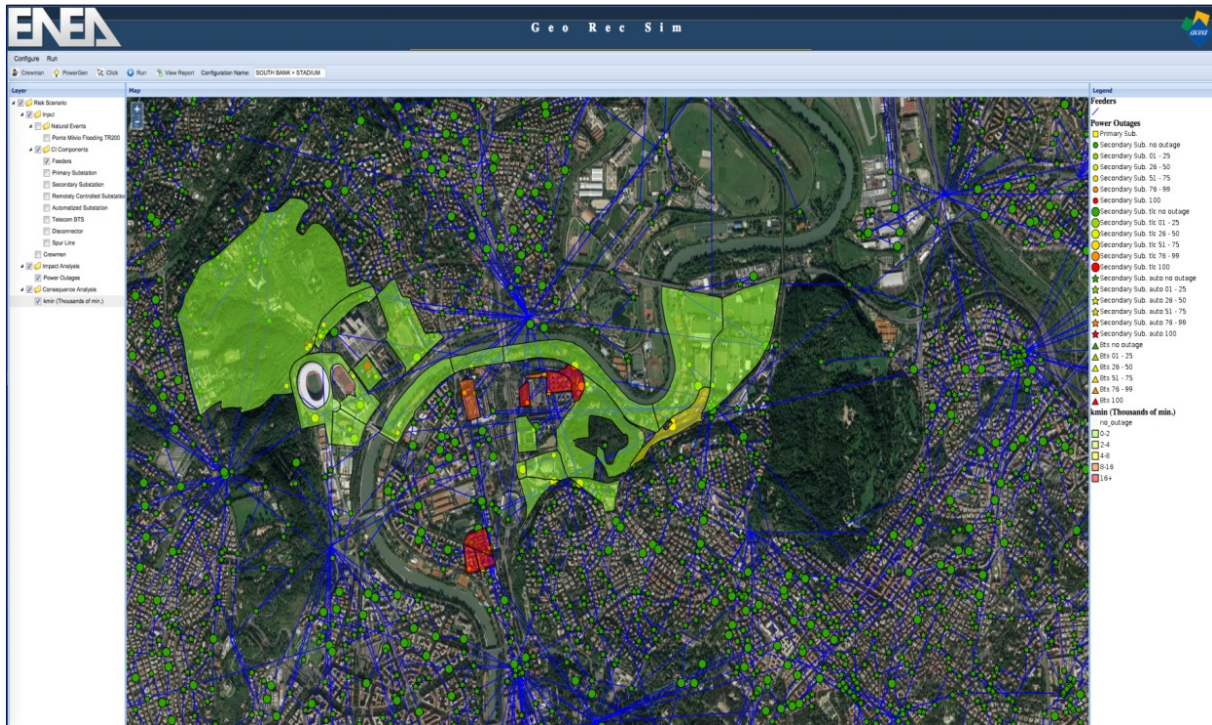 ENEA
Geo Rec Sim
acea
Configure Run
Crewman PowerGen Click Run View Report Configuration Name: SOUTH BANK + STADIUM
Layer
Map
Legend
Risk Scenario
Input
Natural Events
Ponte Milvio Flooding TR200
CI Components
Feeders
Primary Substation
Secondary Substation
Remotely Controlled Substatio
Automatized Substation
Telecom BTS
Disconnector
Spur Line
Crewmen
Impact Analysis
Power Outages
Consequence Analysis
kmin (Thousands of min.)
Feeders
Power Outages
Primary Sub.
Secondary Sub. no outage
Secondary Sub. 01 - 25
Secondary Sub. 26 - 50
Secondary Sub. 51 - 75
Secondary Sub. 76 - 99
Secondary Sub. 100
Secondary Sub. tlc no outage
Secondary Sub. tlc 01 - 25
Secondary Sub. tlc 26 - 50
Secondary Sub. tlc 51 - 75
Secondary Sub. tlc 76 - 99
Secondary Sub. tlc 100
Secondary Sub. auto no outage
Secondary Sub. auto 01 - 25
Secondary Sub. auto 26 - 50
Secondary Sub. auto 51 - 75
Secondary Sub. auto 76 - 99
Secondary Sub. auto 100
Bts no outage
Bts 01 - 25
Bts 26 - 50
Bts 51 - 75
Bts 76 - 99
Bts 100
kmin (Thousands of min.)
no_outage
0-2
2-4
4-8
8-16
16+